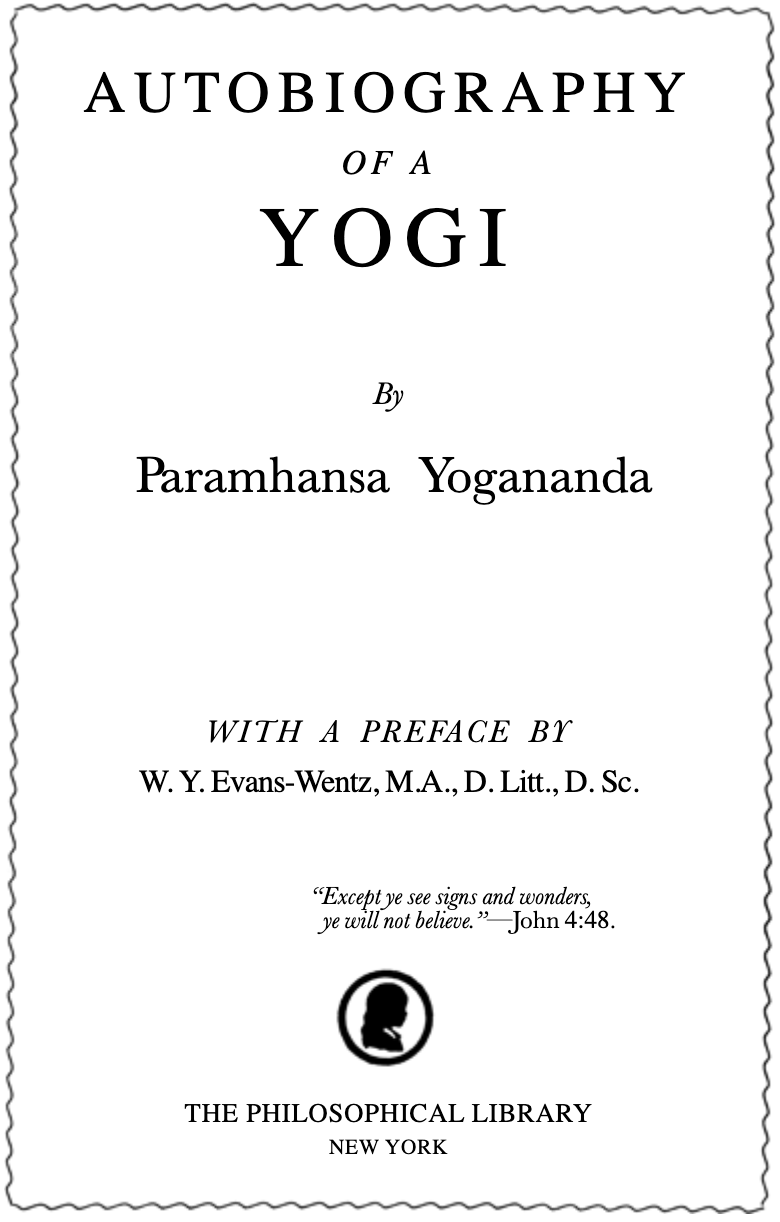 AUTOBIOGRAPHY
OF A
YOGI
By
Paramhansa Yogananda
WITH A PREFACE BY
W. Y. Evans-Wentz, M.A., D. Litt., D. Sc.
“Except ye see signs and wonders,
ye will not believe.”—John 4:48.
THE PHILOSOPHICAL LIBRARY
NEW YORK